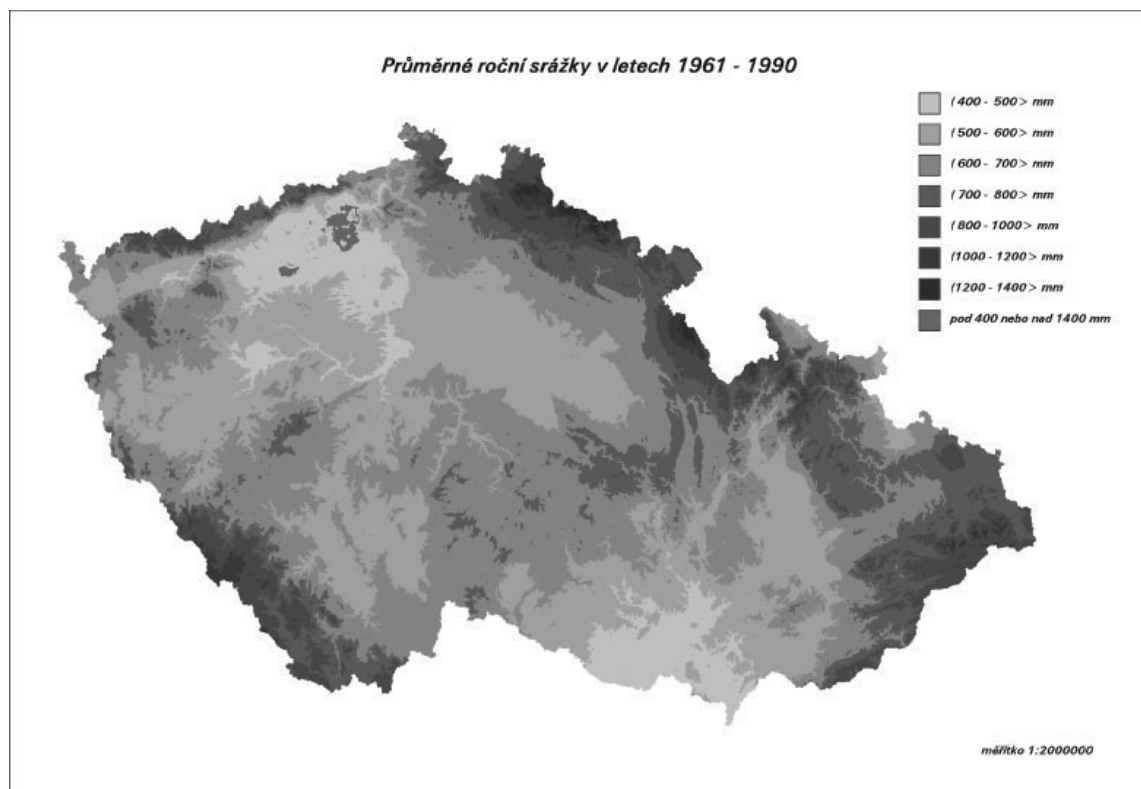 Průměrné roční srážky v letech 1961 - 1990
( 400 - 500 > mm
( 500 - 600 > mm
( 600 - 700 > mm
( 700 - 800 > mm
( 800 - 1000 > mm
(1000 - 1200 > mm
(1200 - 1400 > mm
pod 400 nebo nad 1400 mm
měřítko 1:2000000